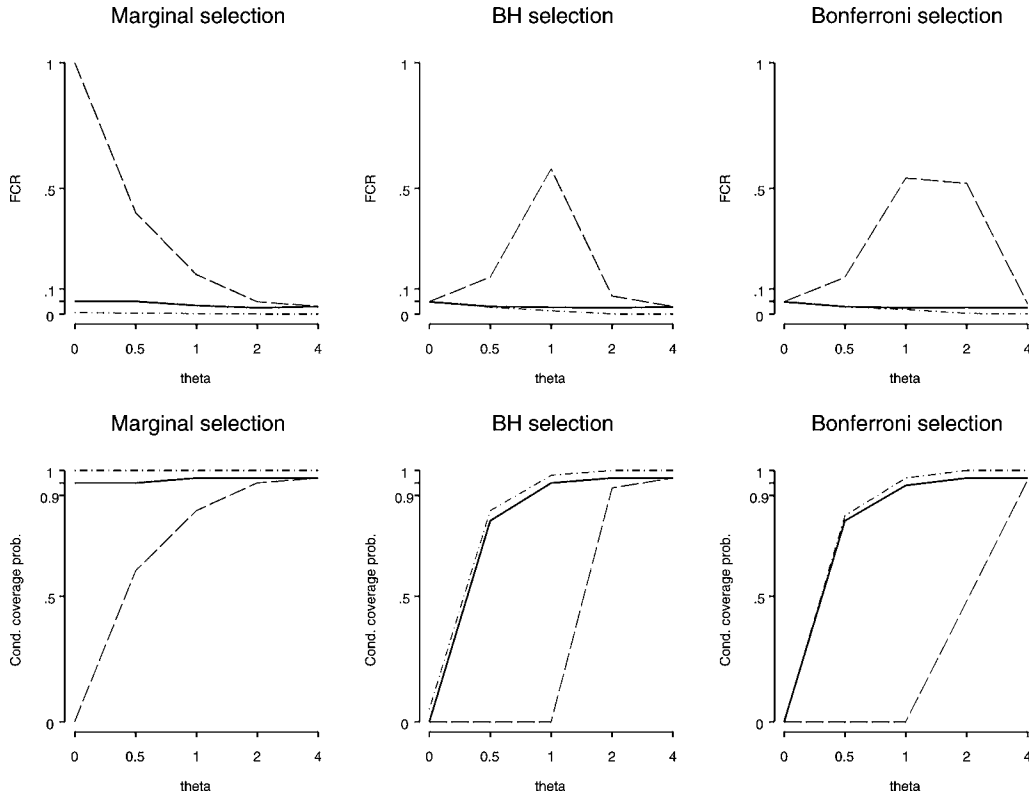 Marginal selection
BH selection
Bonferroni selection
1
.5
.1
0
FCR
0 0.5 1 2 4
theta
1
.5
.1
0
FCR
0 0.5 1 2 4
theta
1
.5
.1
0
FCR
0 0.5 1 2 4
theta
Marginal selection
BH selection
Bonferroni selection
1
0.9
.5
0
Cond. coverage prob.
0 0.5 1 2 4
theta
1
0.9
.5
0
Cond. coverage prob.
0 0.5 1 2 4
theta
1
0.9
.5
0
Cond. coverage prob.
0 0.5 1 2 4
theta